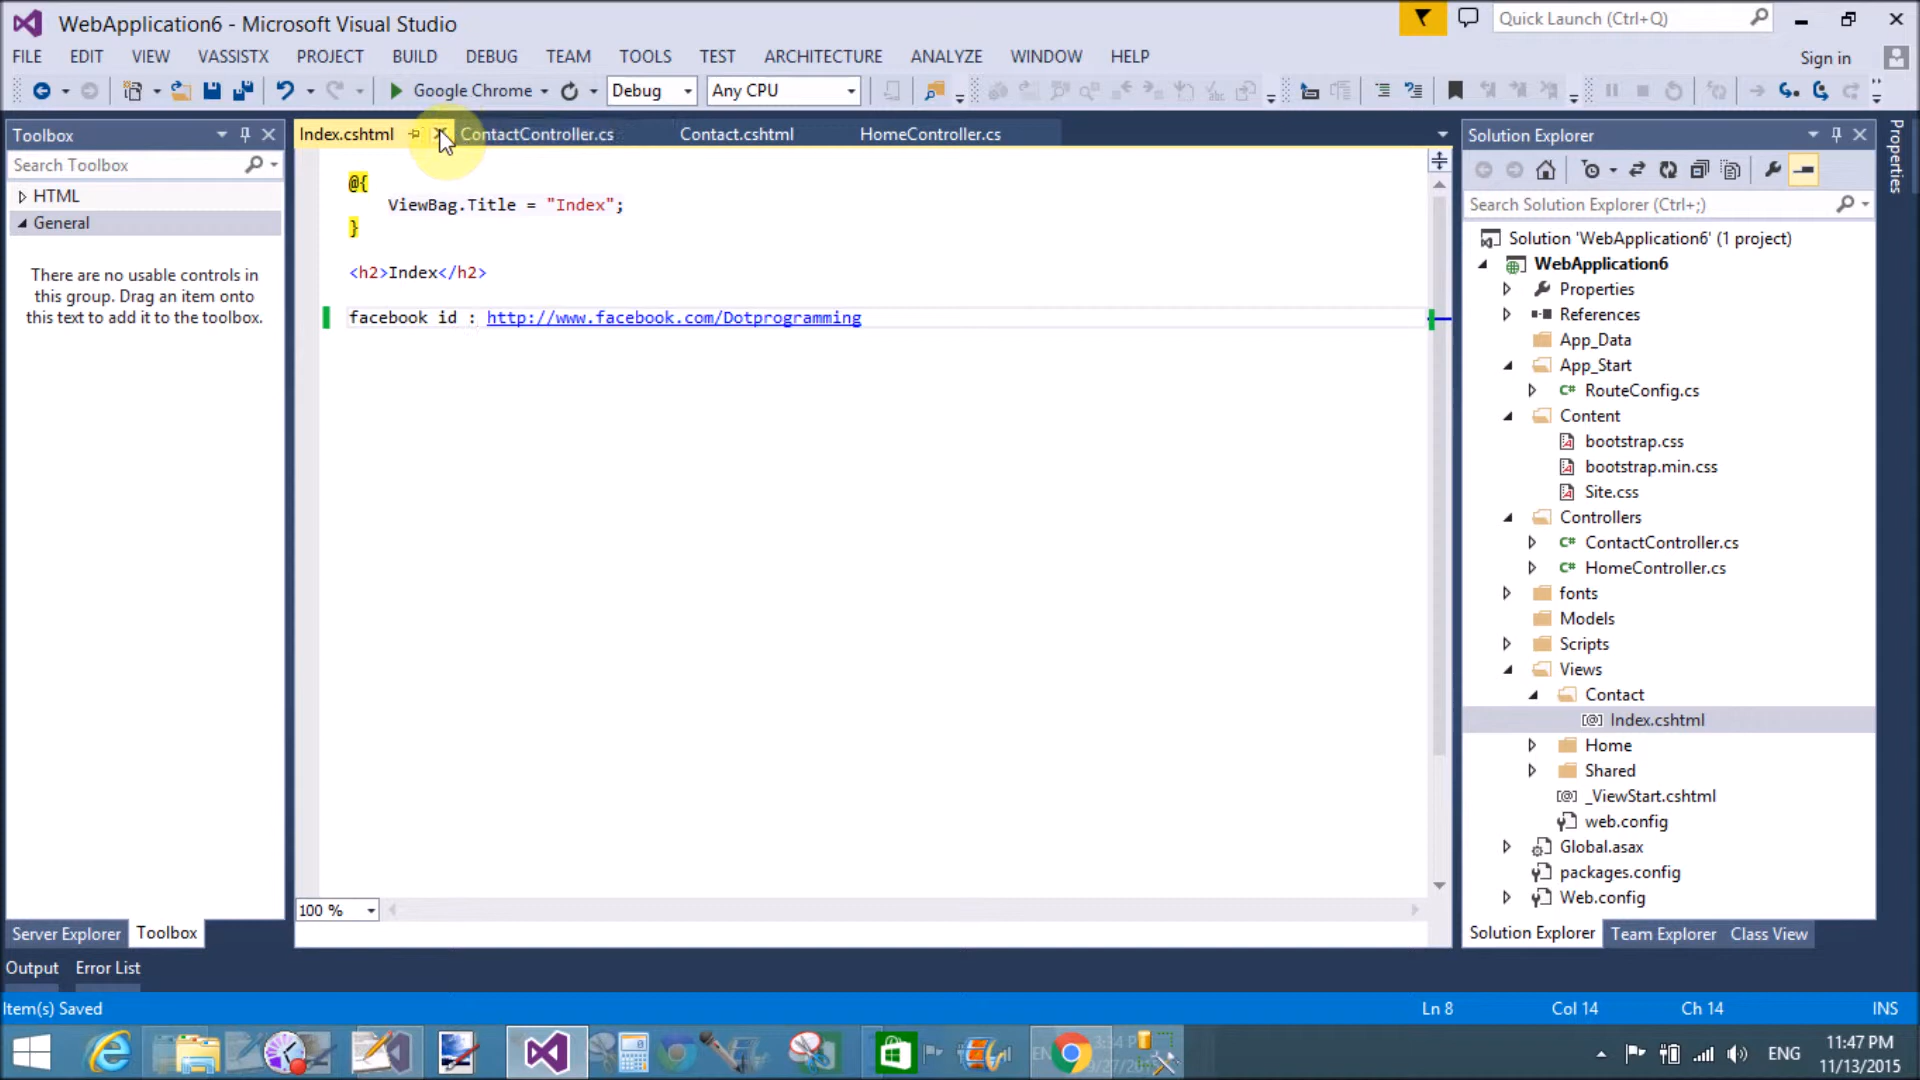 WebApplication6 - Microsoft Visual Studio
Quick Launch (Ctrl+Q)
FILE EDIT VIEW VASSISTX PROJECT BUILD DEBUG TEAM TOOLS TEST ARCHITECTURE ANALYZE WINDOW HELP
Sign in
Google Chrome Debug Any CPU
Toolbox
Search Toolbox
HTML
General
There are no usable controls in
this group. Drag an item onto
this text to add it to the toolbox.
Server Explorer Toolbox
Index.cshtml ContactController.cs Contact.cshtml HomeController.cs
@{
ViewBag.Title = "Index";
}
<h2>Index</h2>
facebook id : http://www.facebook.com/Dotprogramming
100 %
Solution Explorer
Search Solution Explorer (Ctrl+;)
Solution 'WebApplication6' (1 project)
WebApplication6
Properties
References
App_Data
App_Start
RouteConfig.cs
Content
bootstrap.css
bootstrap.min.css
Site.css
Controllers
ContactController.cs
HomeController.cs
fonts
Models
Scripts
Views
Contact
Index.cshtml
Home
Shared
_ViewStart.cshtml
web.config
Global.asax
packages.config
Web.config
Solution Explorer Team Explorer Class View
Properties
Output Error List
Item(s) Saved
Ln 8 Col 14 Ch 14 INS
ENG
11:47 PM
11/13/2015